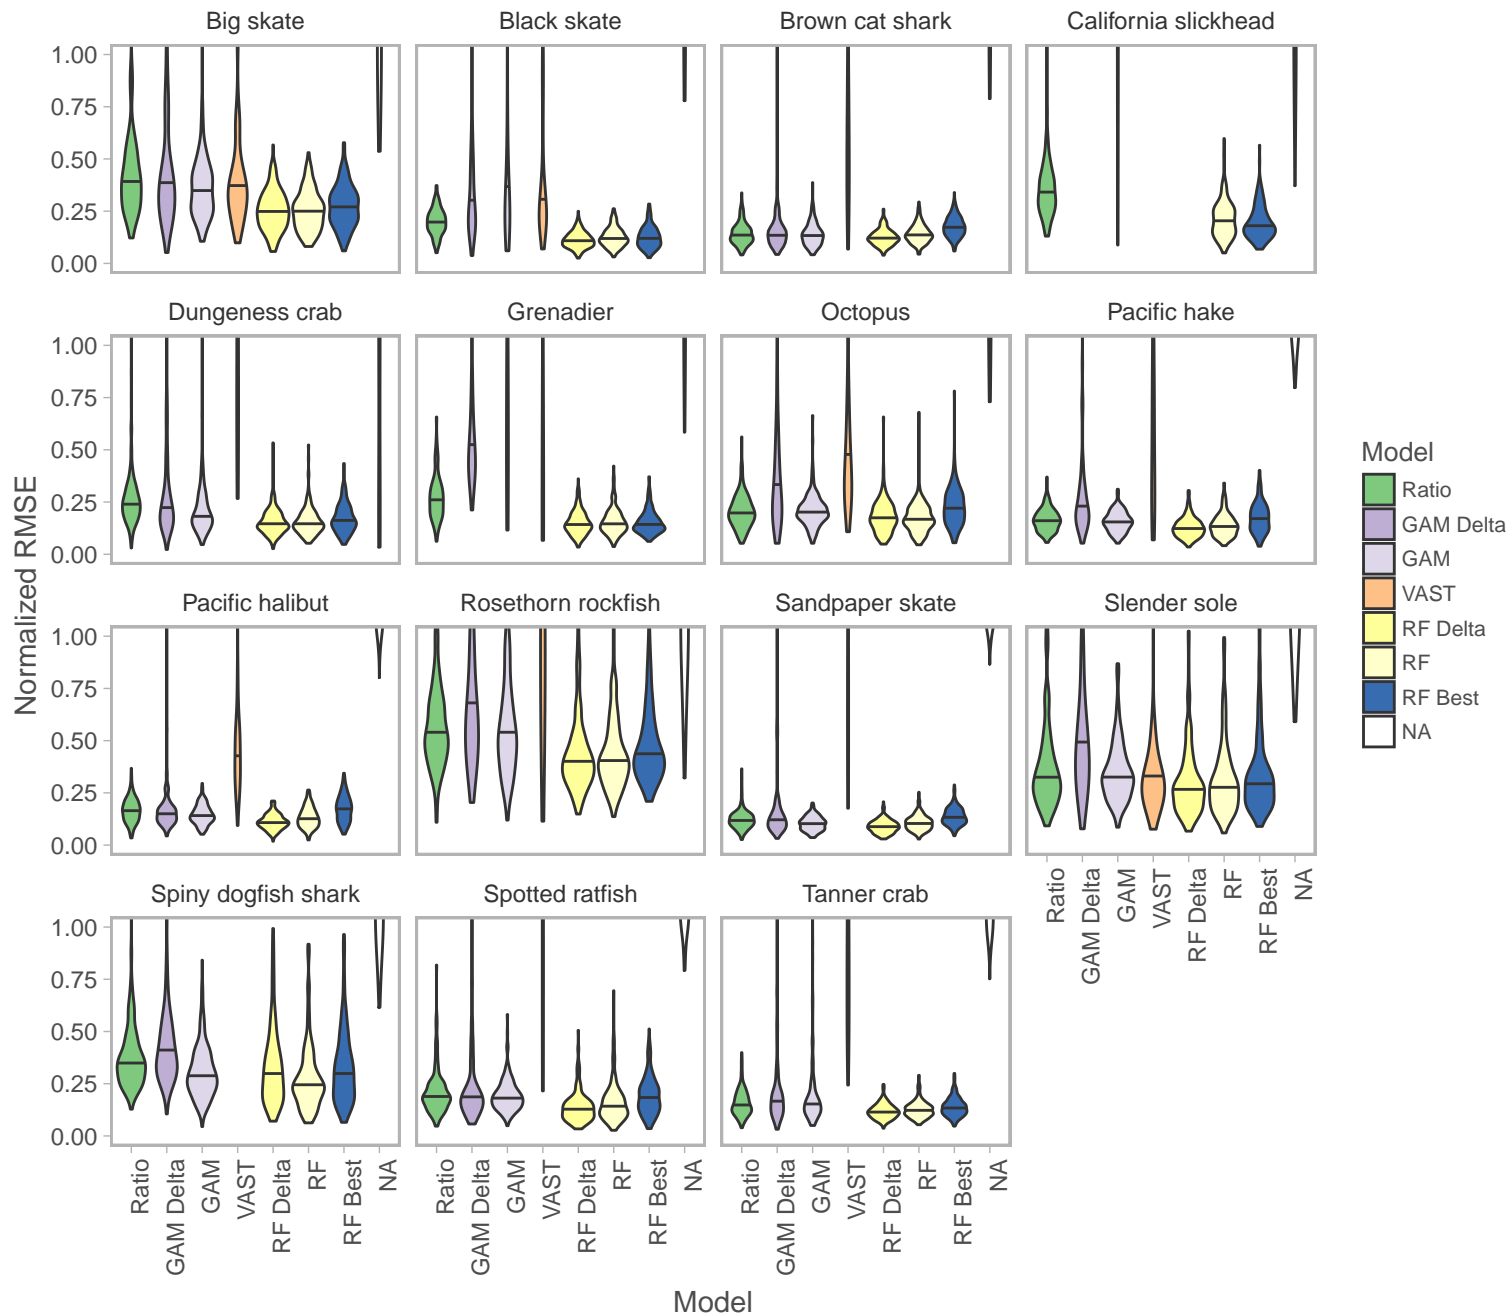 Big skate
Black skate
Brown cat shark
California slickhead
1.00
0.75
0.50
0.25
0.00
Dungeness crab
Grenadier
Octopus
Pacific hake
1.00
0.75
0.50
0.25
0.00
Pacific halibut
Rosethorn rockfish
Sandpaper skate
Slender sole
1.00
0.75
0.50
0.25
0.00
Ratio
GAM Delta
GAM
VAST
RF Delta
RF
RF Best
NA
Spiny dogfish shark
Spotted ratfish
Tanner crab
1.00
0.75
0.50
0.25
0.00
Ratio
GAM Delta
GAM
VAST
RF Delta
RF
RF Best
NA
Ratio
GAM Delta
GAM
VAST
RF Delta
RF
RF Best
NA
Ratio
GAM Delta
GAM
VAST
RF Delta
RF
RF Best
NA
Normalized RMSE
Model
Model
Ratio
GAM Delta
GAM
VAST
RF Delta
RF
RF Best
NA